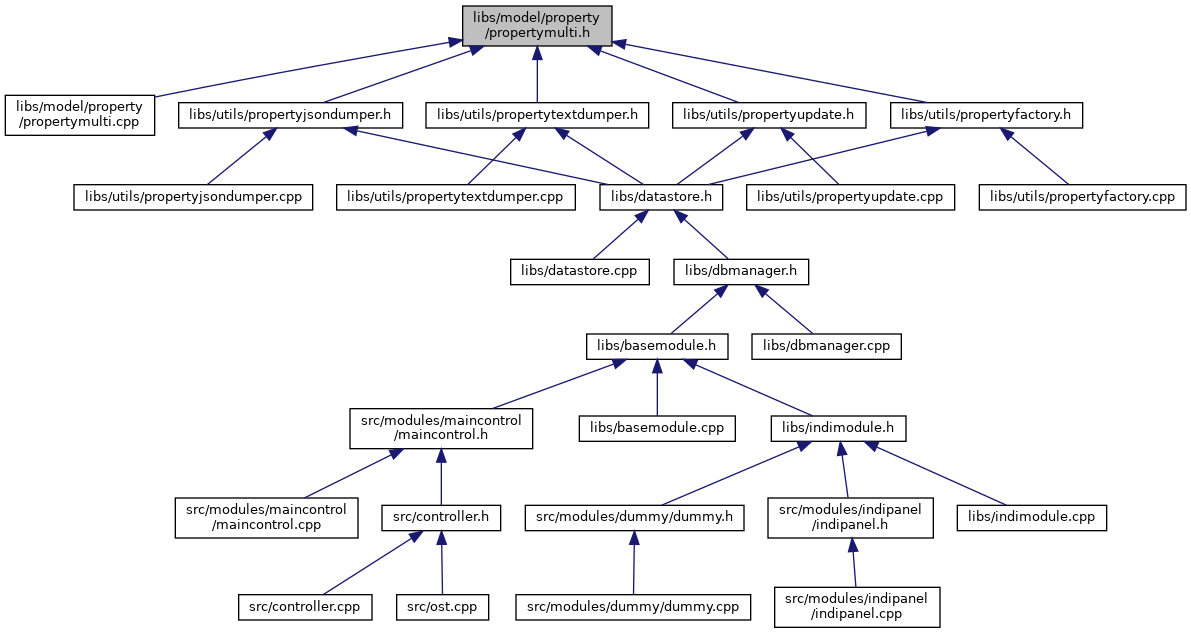 libs/model/property
/propertymulti.h
libs/model/property
/propertymulti.cpp
libs/utils/propertyjsondumper.h
libs/utils/propertytextdumper.h
libs/utils/propertyupdate.h
libs/utils/propertyfactory.h
libs/utils/propertyjsondumper.cpp
libs/utils/propertytextdumper.cpp
libs/datastore.h
libs/utils/propertyupdate.cpp
libs/utils/propertyfactory.cpp
libs/datastore.cpp
libs/dbmanager.h
libs/basemodule.h
libs/dbmanager.cpp
src/modules/maincontrol
/maincontrol.h
libs/basemodule.cpp
libs/indimodule.h
src/modules/maincontrol
/maincontrol.cpp
src/controller.h
src/modules/dummy/dummy.h
src/modules/indipanel
/indipanel.h
libs/indimodule.cpp
src/controller.cpp
src/ost.cpp
src/modules/dummy/dummy.cpp
src/modules/indipanel
/indipanel.cpp